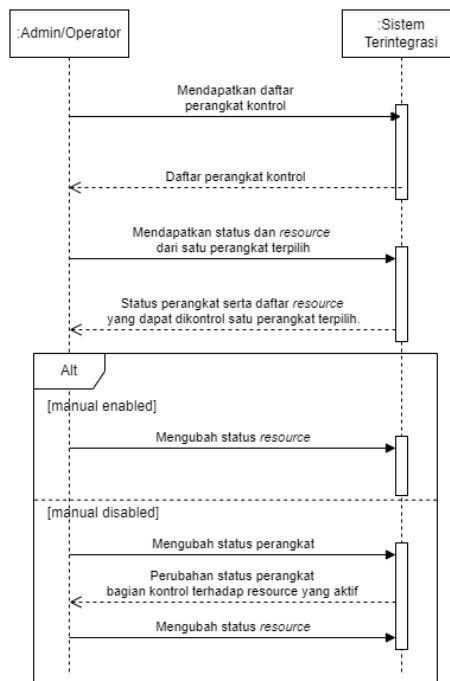 :Admin/Operator
:Sistem
Terintegrasi
Mendapatkan daftar
perangkat kontrol
Daftar perangkat kontrol
Mendapatkan status dan resource
dari satu perangkat terpilih
Status perangkat serta daftar resource
yang dapat dikontrol satu perangkat terpilih.
Alt
[manual enabled]
Mengubah status resource
[manual disabled]
Mengubah status perangkat
Perubahan status perangkat
bagian kontrol terhadap resource yang aktif
Mengubah status resource